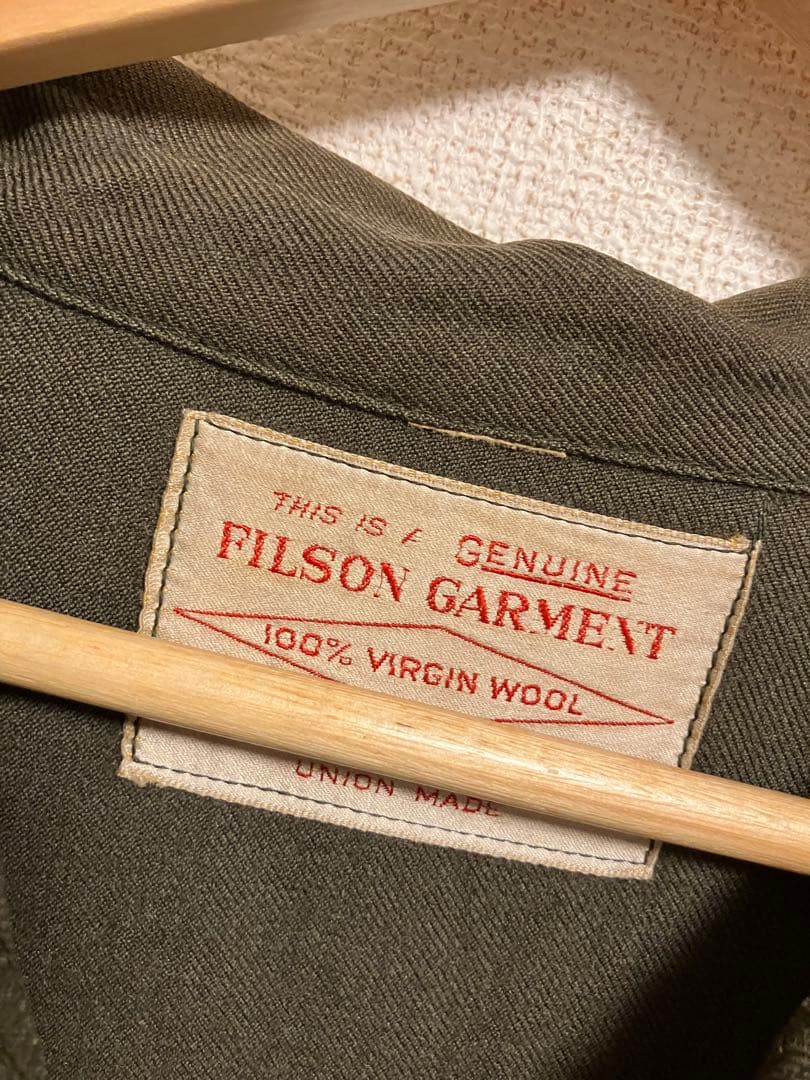 THIS IS A GENUINE
FILSON GARMENT
100% VIRGIN WOOL
UNION MADE